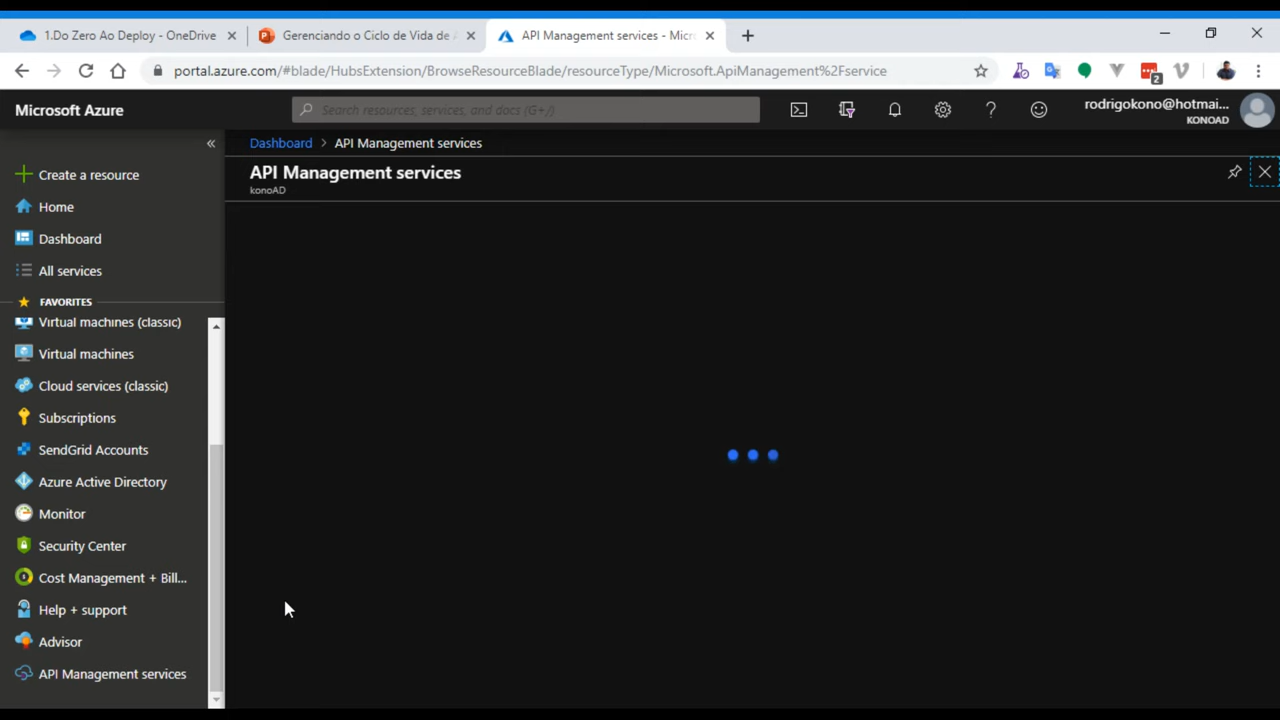 1.Do Zero Ao Deploy - OneDrive
Gerenciando o Ciclo de Vida de A
API Management services - Micr
portal.azure.com/#blade/HubsExtension/BrowseResourceBlade/resourceType/Microsoft.ApiManagement%2Fservice
2
Microsoft Azure
Search resources, services, and docs (G+/)
rodrigokono@hotmai...
KONOAD
Dashboard > API Management services
API Management services
konoAD
Create a resource
Home
Dashboard
All services
FAVORITES
Virtual machines (classic)
Virtual machines
Cloud services (classic)
Subscriptions
SendGrid Accounts
Azure Active Directory
Monitor
Security Center
Cost Management + Bill...
Help + support
Advisor
API Management services